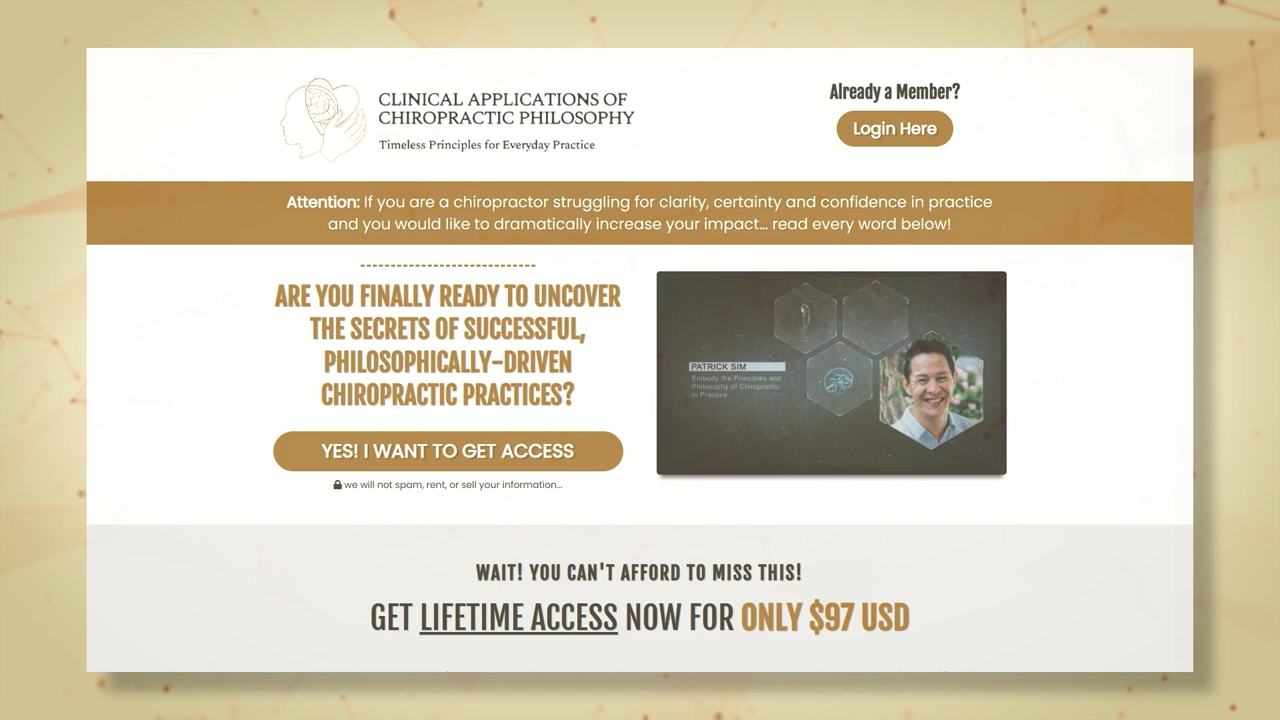 CLINICAL APPLICATIONS OF
CHIROPRACTIC PHILOSOPHY
Timeless Principles for Everyday Practice
Already a Member?
Login Here
Attention: If you are a chiropractor struggling for clarity, certainty and confidence in practice
and you would like to dramatically increase your impact... read every word below!
ARE YOU FINALLY READY TO UNCOVER
THE SECRETS OF SUCCESSFUL,
PHILOSOPHICALLY-DRIVEN
CHIROPRACTIC PRACTICES?
YES! I WANT TO GET ACCESS
we will not spam, rent, or sell your information...
PATRICK SIM
Embody the Principles and
Philosophy of Chiropractic
in Practice
WAIT! YOU CAN'T AFFORD TO MISS THIS!
GET LIFETIME ACCESS NOW FOR ONLY $97 USD